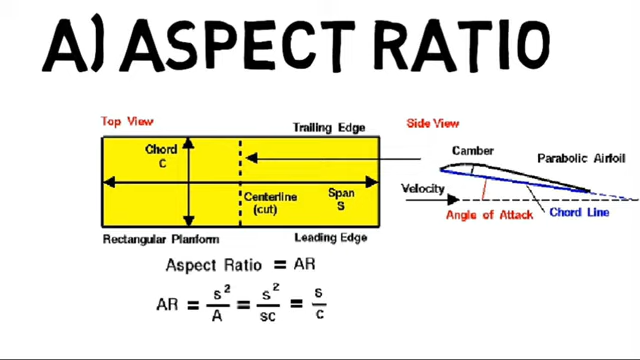 A) ASPECT RATIO
Top View
Trailing Edge
Side View
Chord
C
Camber
Parabolic Airfoil
Velocity
Centerline
(cut)
Span
S
Angle of Attack
Chord Line
Rectangular Planform
Leading Edge
Aspect Ratio = AR
AR = s²/A = s²/sc = s/c